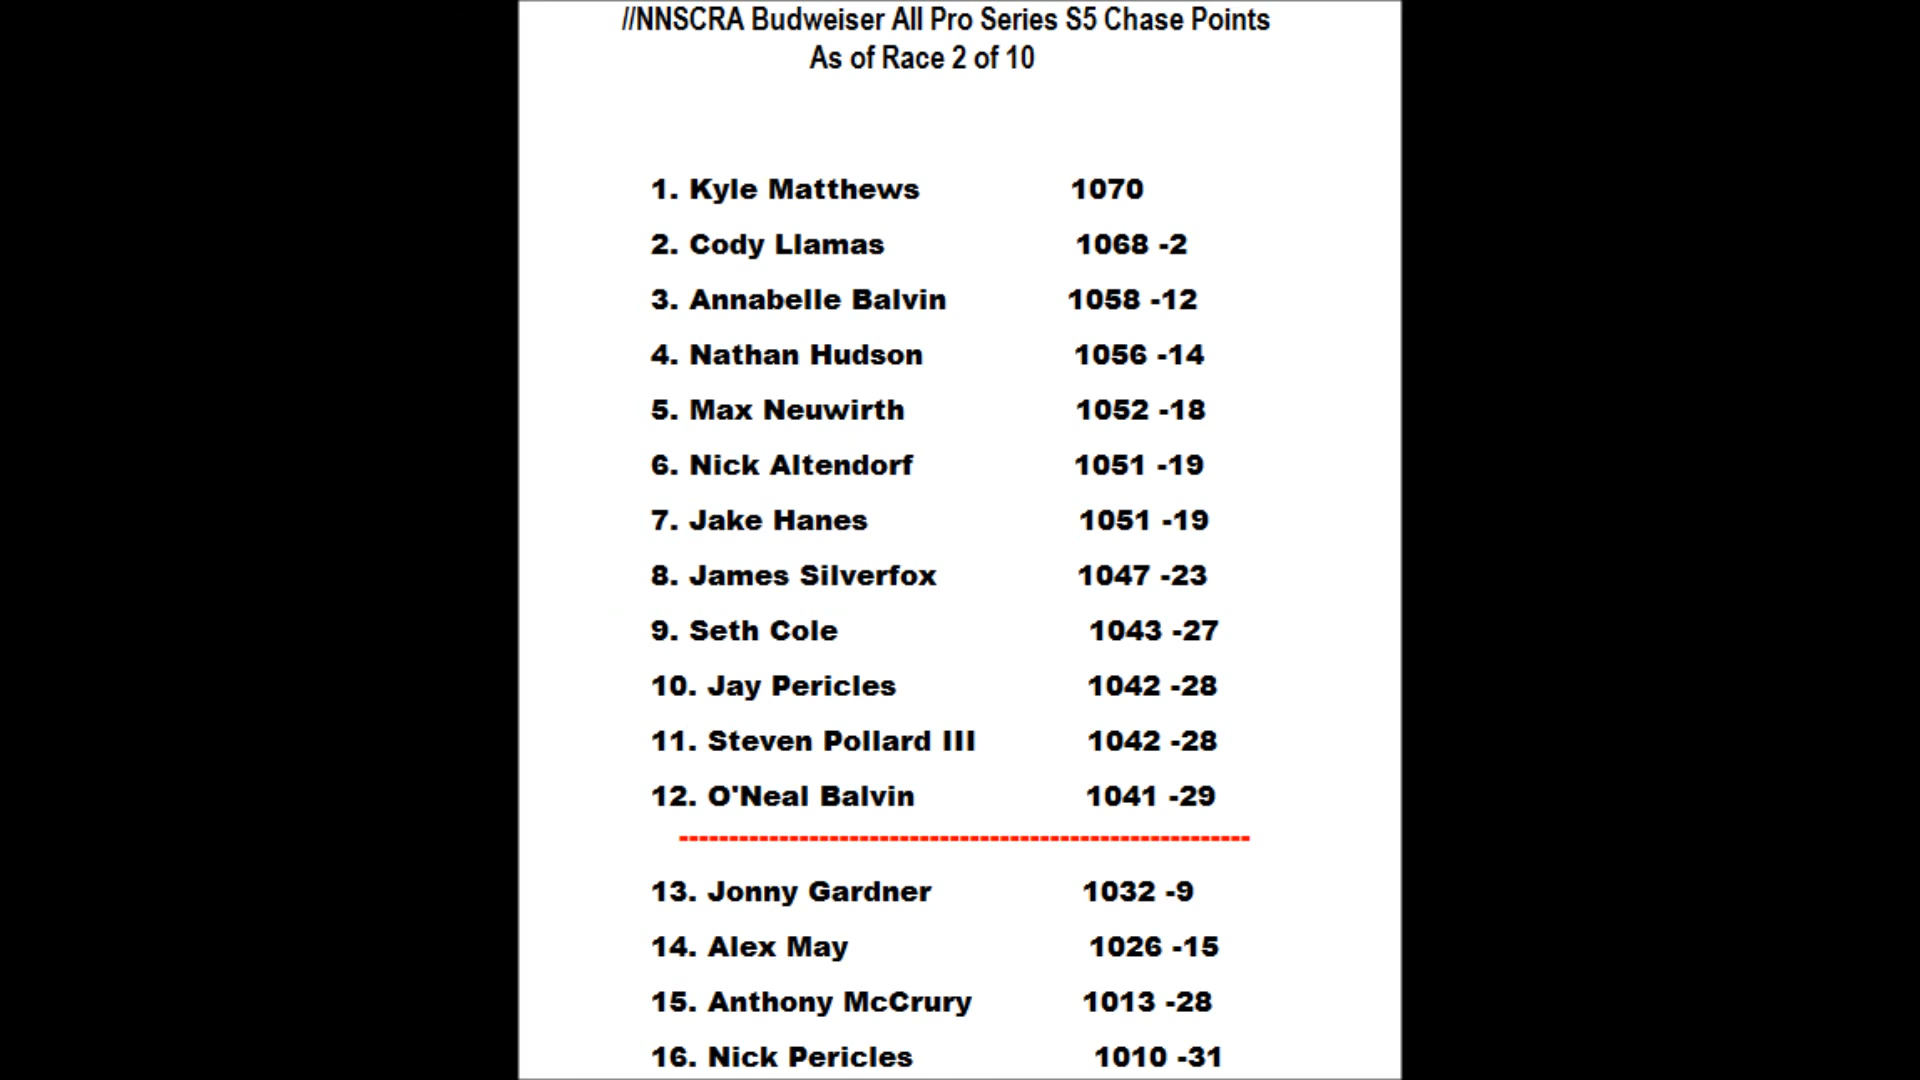 //NNSCRA Budweiser All Pro Series S5 Chase Points
As of Race 2 of 10
1. Kyle Matthews 1070
2. Cody Llamas 1068 -2
3. Annabelle Balvin 1058 -12
4. Nathan Hudson 1056 -14
5. Max Neuwirth 1052 -18
6. Nick Altendorf 1051 -19
7. Jake Hanes 1051 -19
8. James Silverfox 1047 -23
9. Seth Cole 1043 -27
10. Jay Pericles 1042 -28
11. Steven Pollard III 1042 -28
12. O'Neal Balvin 1041 -29
---------------------------------------------------------
13. Jonny Gardner 1032 -9
14. Alex May 1026 -15
15. Anthony McCrury 1013 -28
16. Nick Pericles 1010 -31